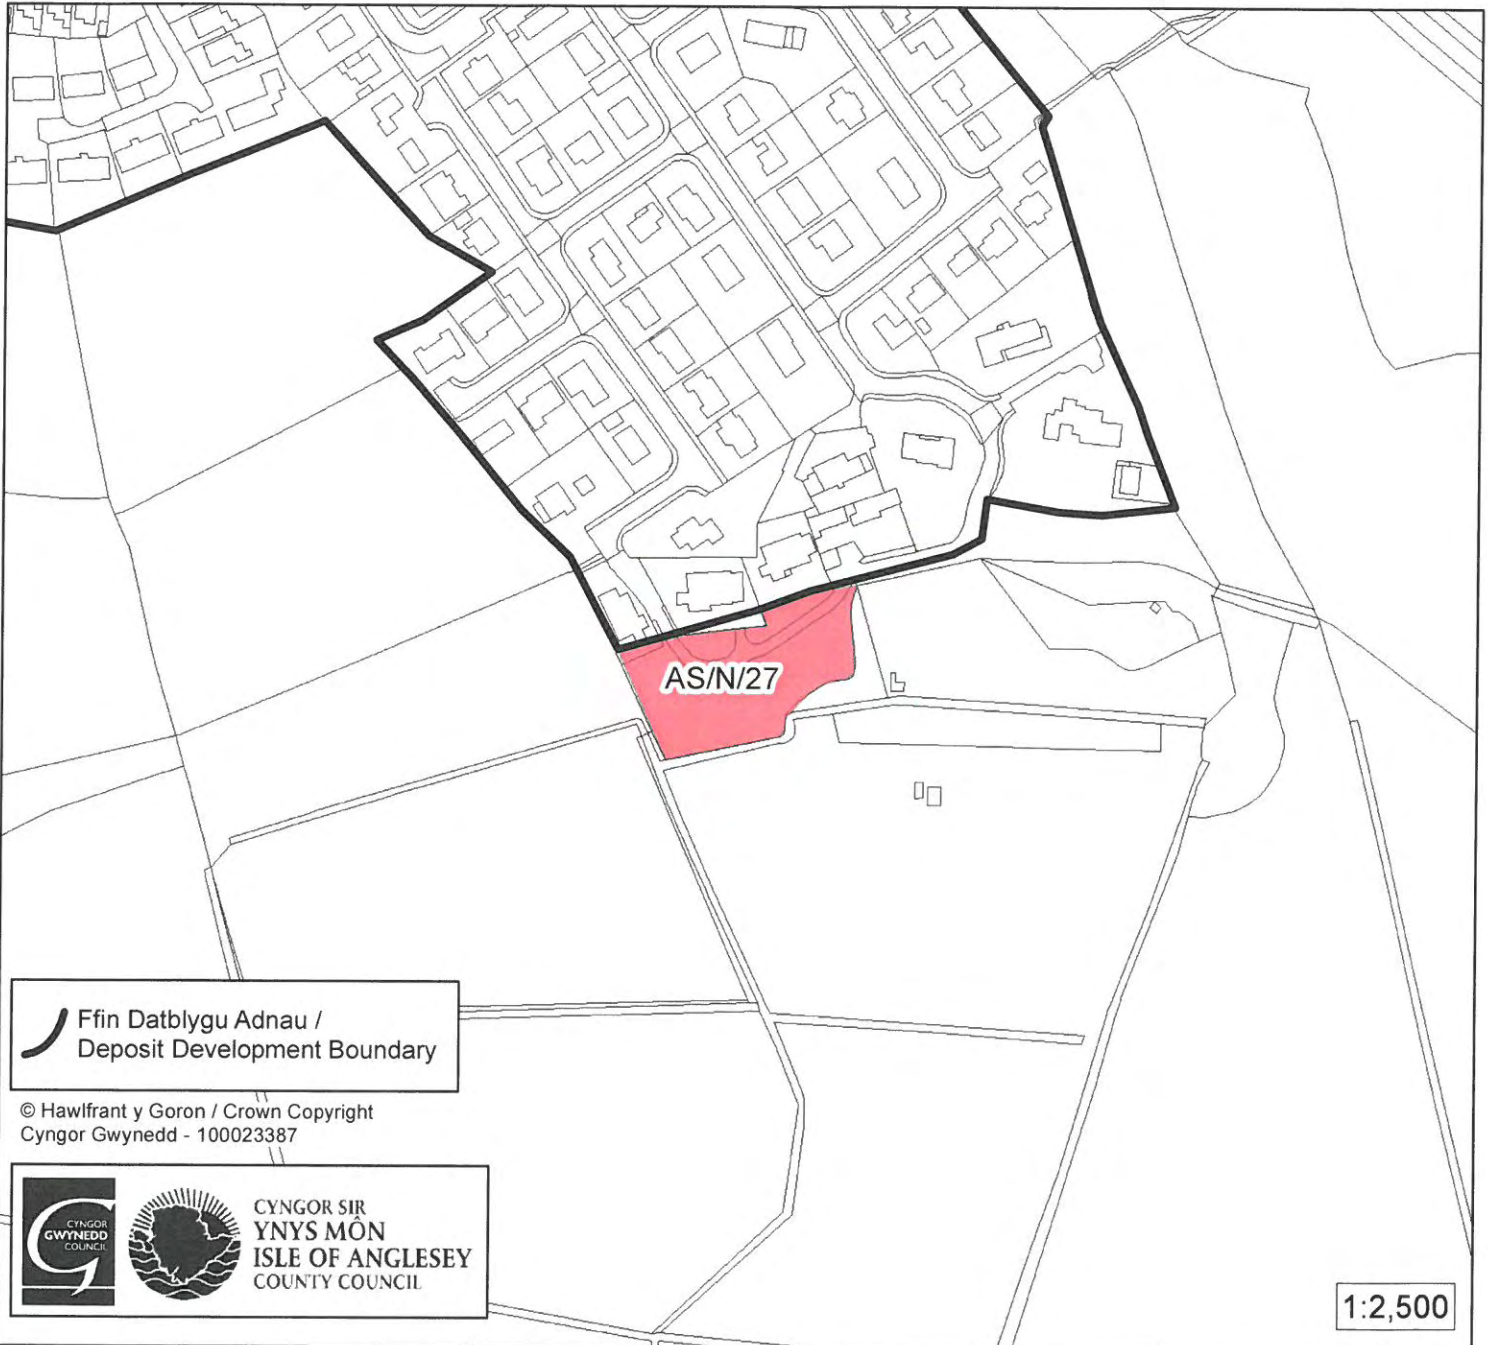 AS/N/27
Ffin Datblygu Adnau /
Deposit Development Boundary
© Hawlfrant y Goron / Crown Copyright
Cyngor Gwynedd - 100023387
CYNGOR
GWYNEDD
COUNCIL
CYNGOR SIR
YNYS MÔN
ISLE OF ANGLESEY
COUNTY COUNCIL
1:2,500